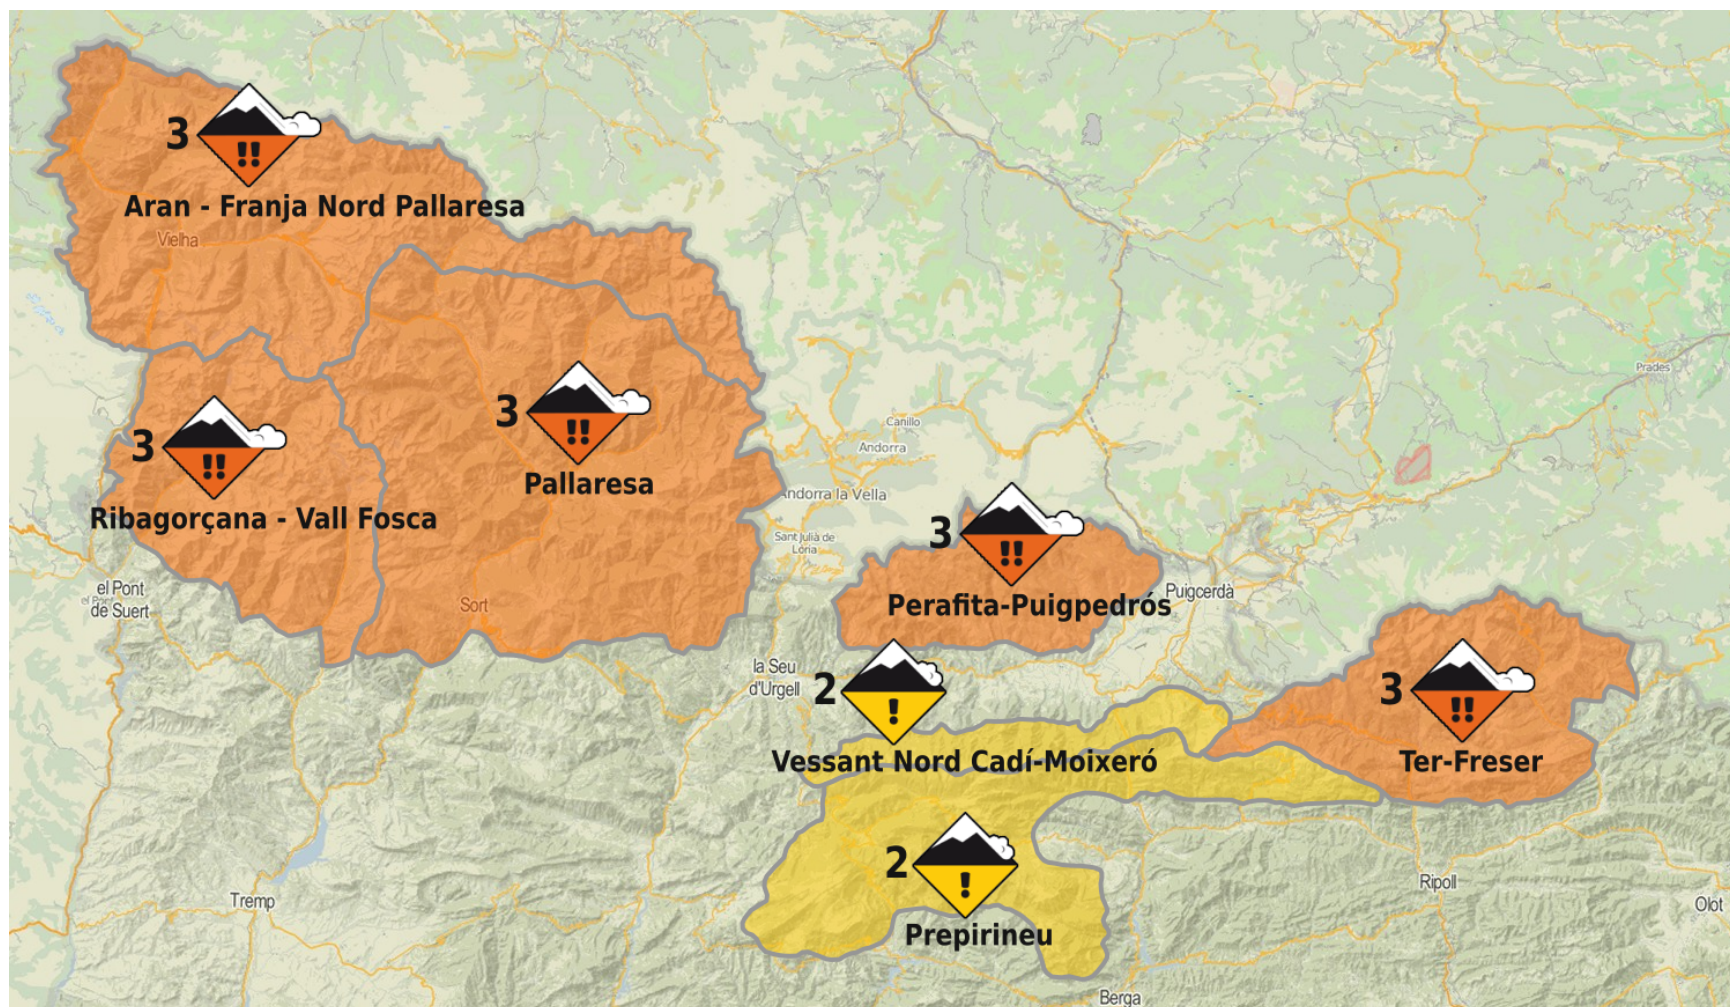 3
!!
Aran - Franja Nord Pallaresa
Vielha
Prades
3
!!
Pallaresa
3
!!
Ribagorçana - Vall Fosca
Canillo
Andorra
Andorra la Vella
Sant Julià de
Lòria
3
!!
Perafita-Puigpedrós
Puigcerdà
el Pont
de Suert
Sort
la Seu
d'Urgell
2
!
Vessant Nord Cadí-Moixeró
3
!!
Ter-Freser
2
!
Prepirineu
Tremp
Ripoll
Olot
Berga